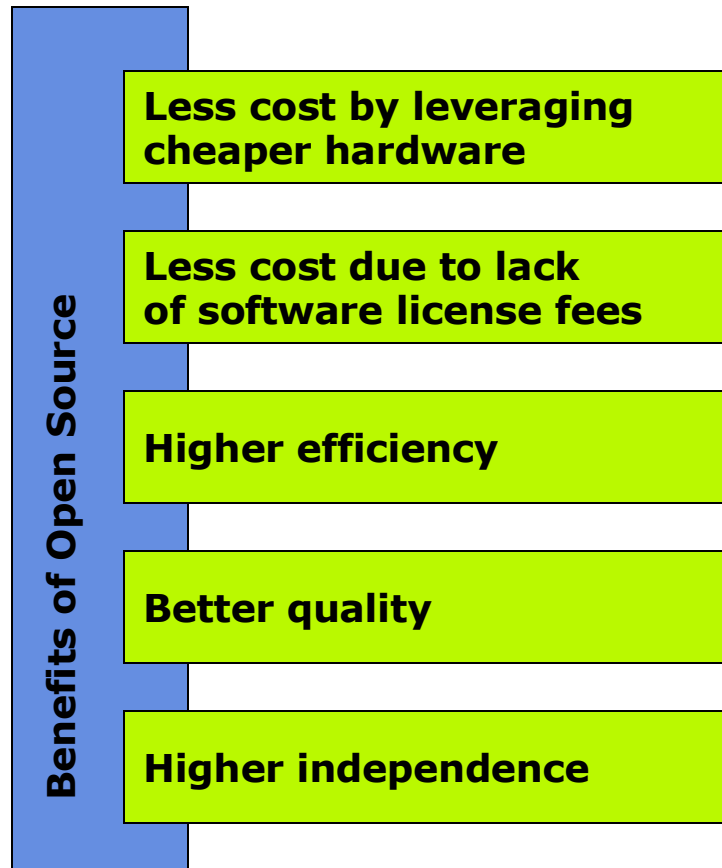 Benefits of Open Source
Less cost by leveraging
cheaper hardware
Less cost due to lack
of software license fees
Higher efficiency
Better quality
Higher independence